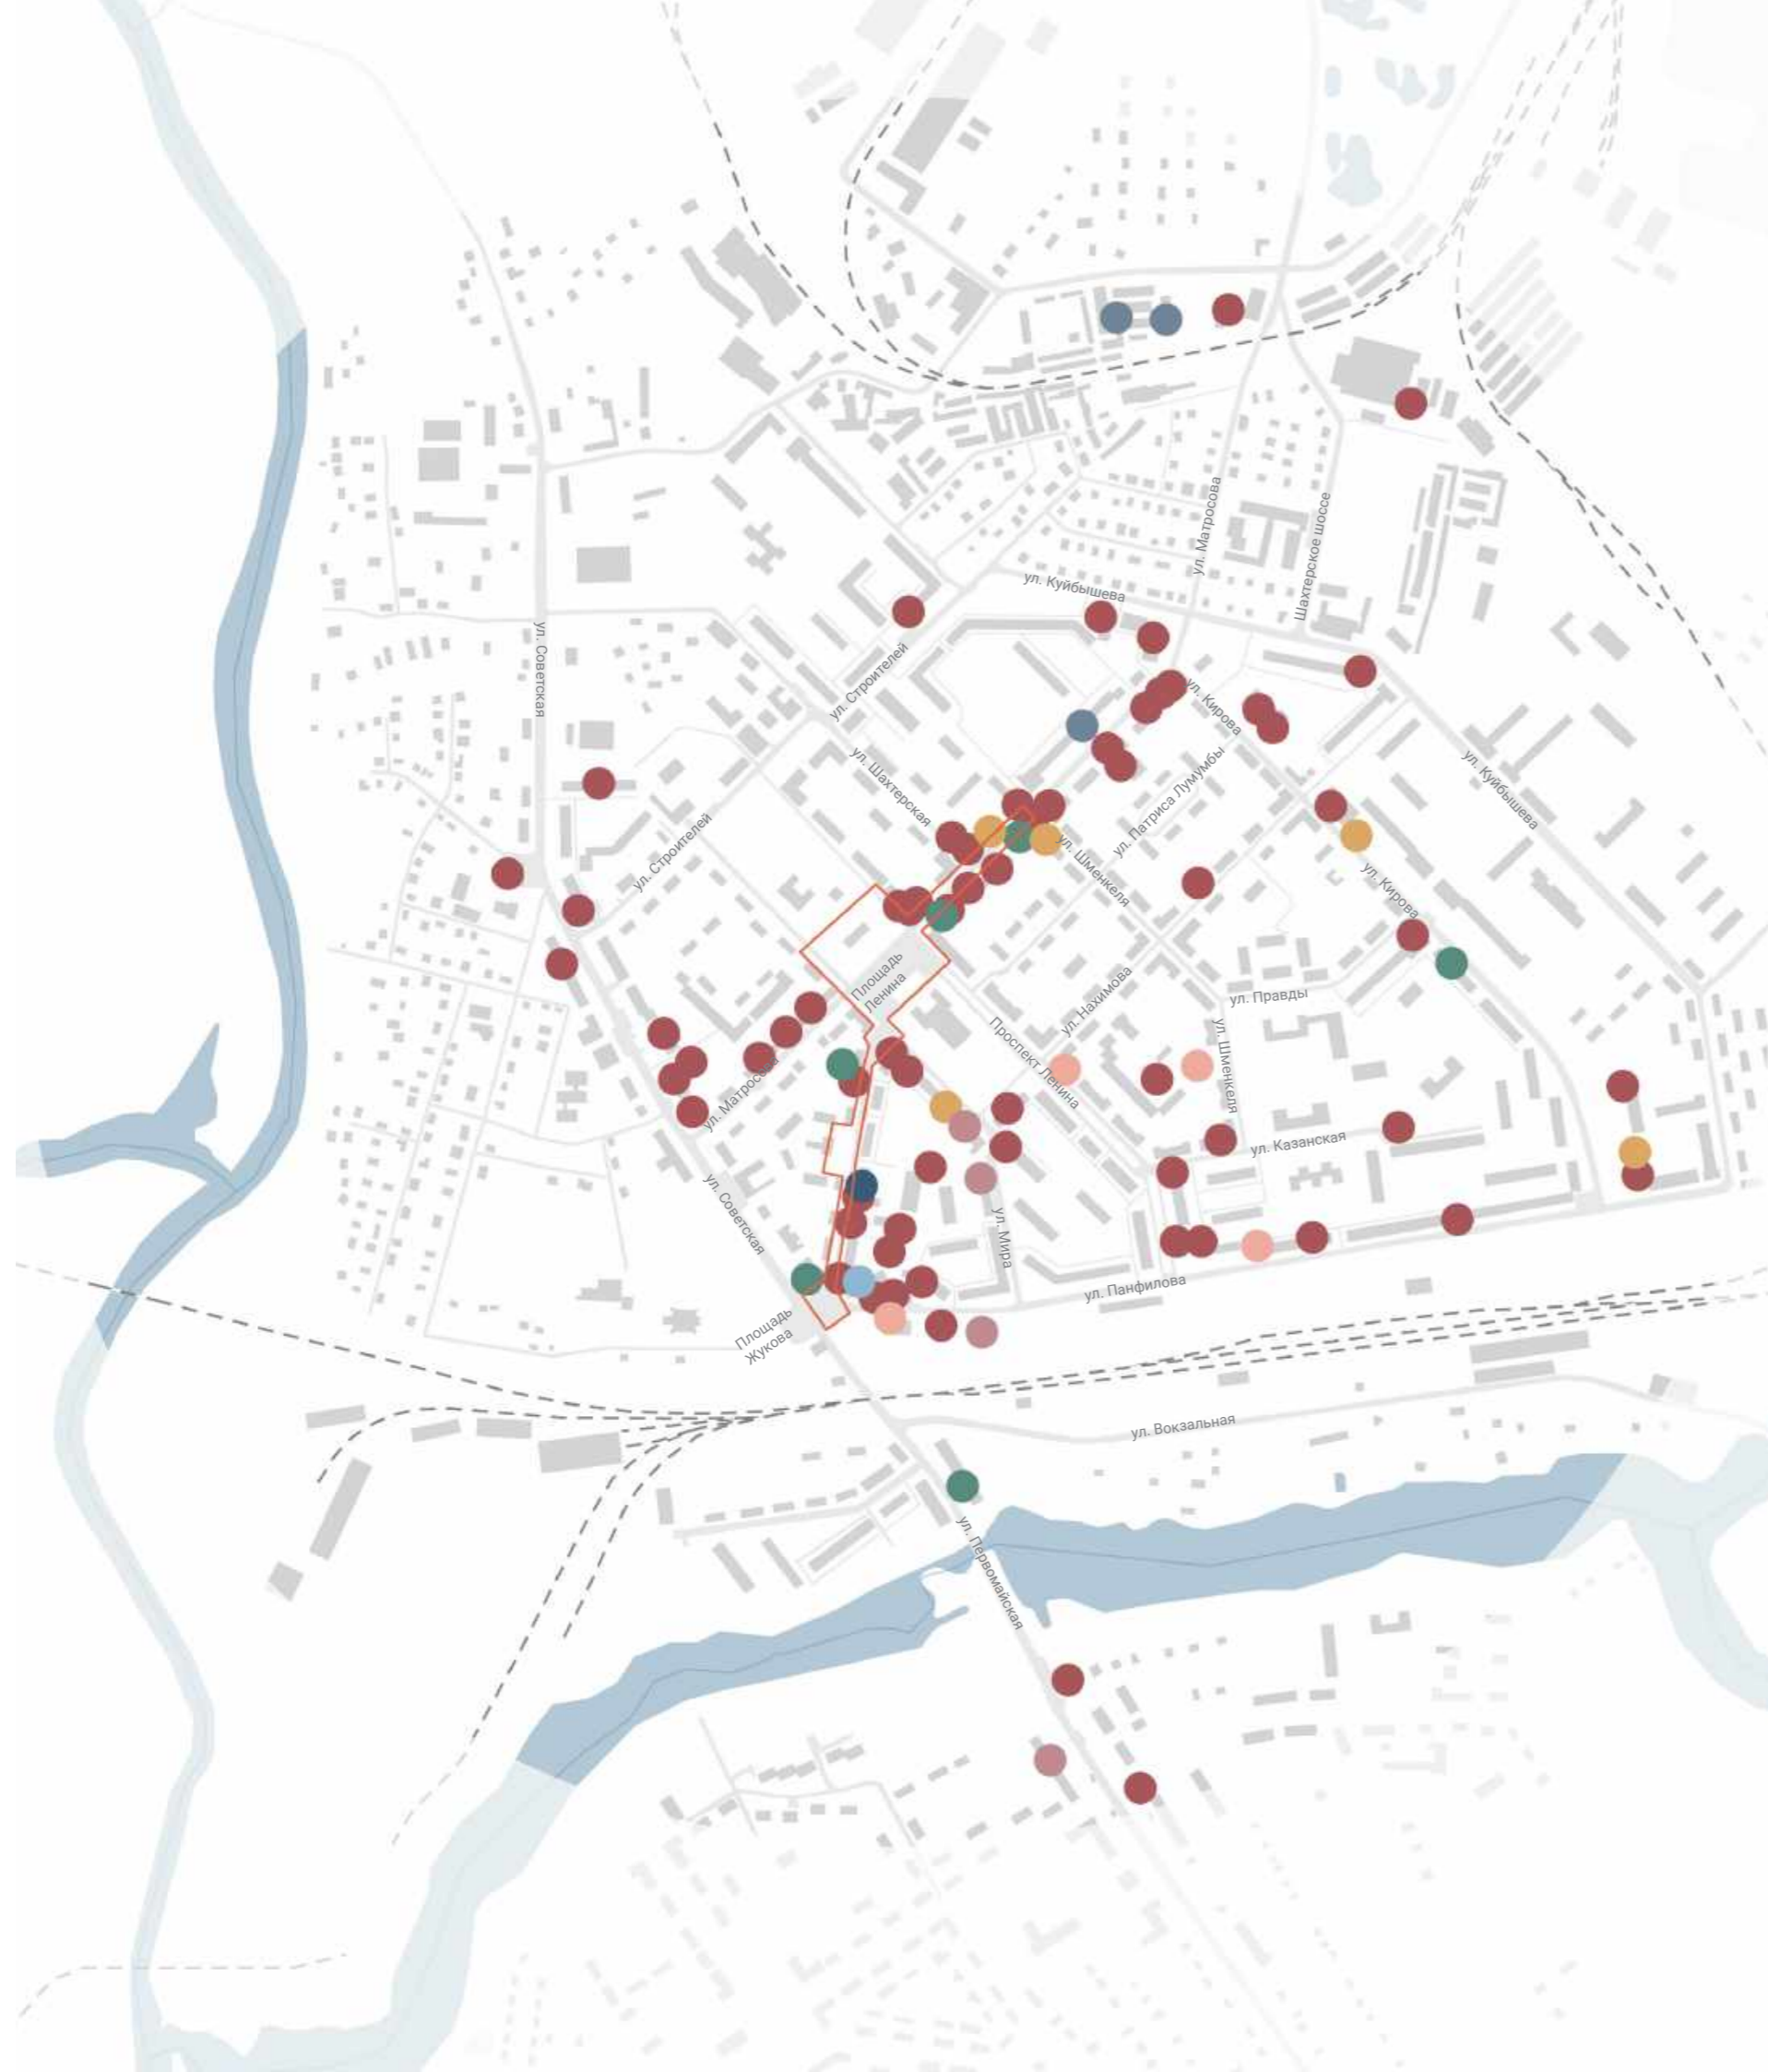 ул. Матросова
Шахтерское шоссе
ул. Куйбышева
ул. Советская
ул. Строителей
ул. Кирова
ул. Шахтерская
ул. Патриса Лумумбы
ул. Куйбышева
ул. Строителей
ул. Шменкеля
ул. Кирова
Площадь
Ленина
ул. Нахимова
ул. Правды
Проспект Ленина
ул. Шменкеля
ул. Матросова
ул. Казанская
ул. Советская
ул. Мира
ул. Панфилова
Площадь
Жукова
ул. Вокзальная
ул. Первомайская